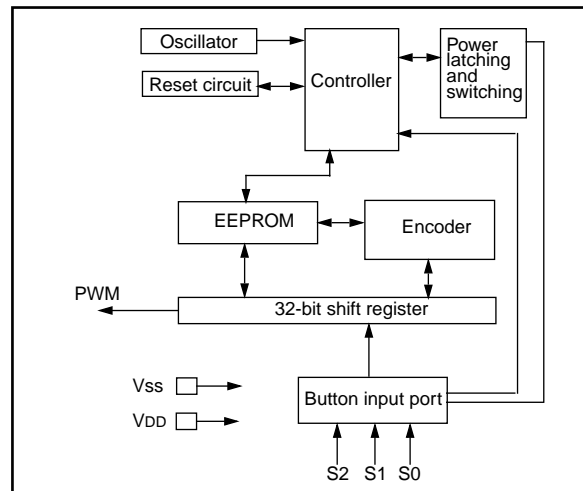 Oscillator
Reset circuit
Controller
Power
latching
and
switching
EEPROM
Encoder
PWM
32-bit shift register
VSS
VDD
Button input port
S2 S1 S0